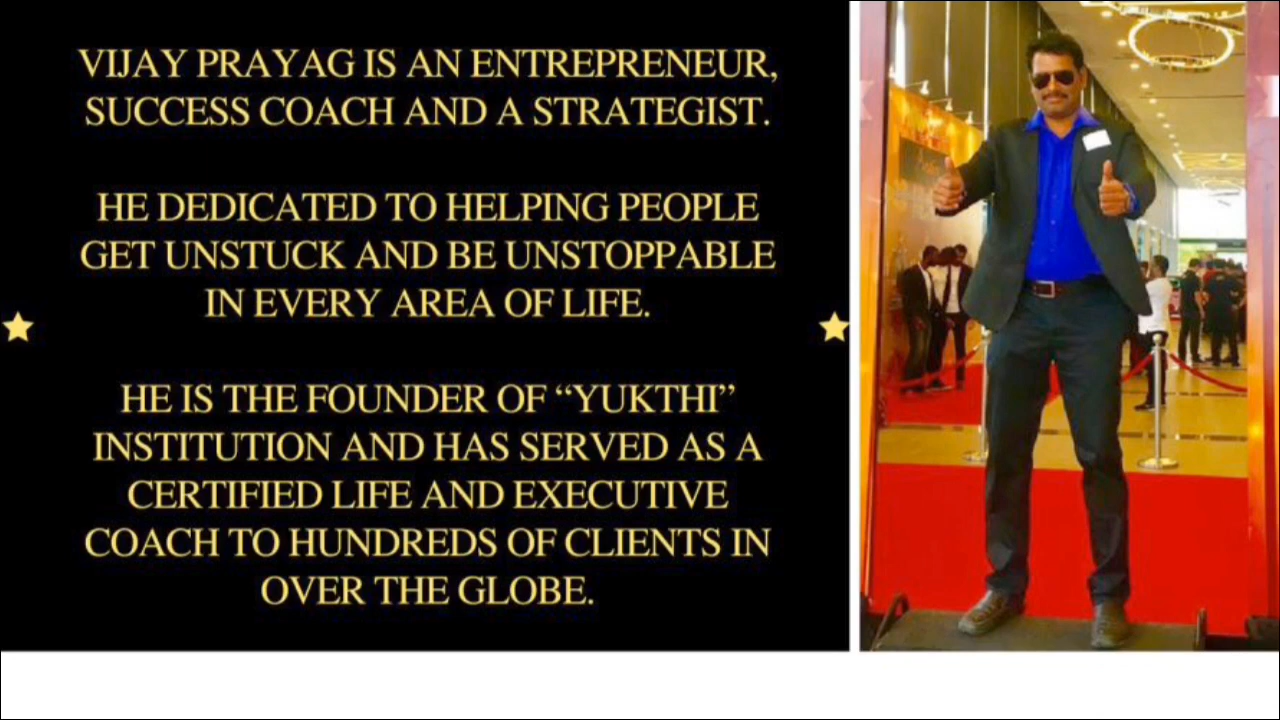 VIJAY PRAYAG IS AN ENTREPRENEUR,
SUCCESS COACH AND A STRATEGIST.
HE DEDICATED TO HELPING PEOPLE
GET UNSTUCK AND BE UNSTOPPABLE
IN EVERY AREA OF LIFE.
HE IS THE FOUNDER OF “YUKTHI”
INSTITUTION AND HAS SERVED AS A
CERTIFIED LIFE AND EXECUTIVE
COACH TO HUNDREDS OF CLIENTS IN
OVER THE GLOBE.